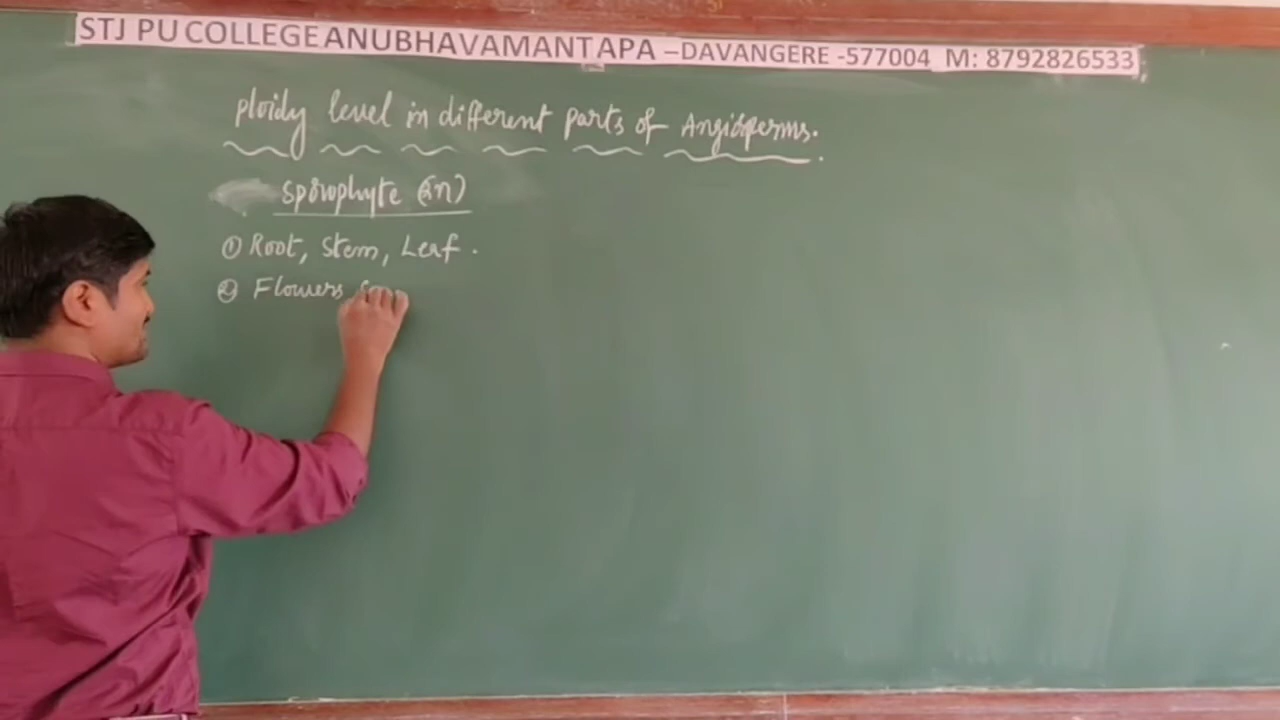 STJ PU COLLEGE ANUBHAVAMANTAPA –DAVANGERE -577004 M: 8792826533
ploidy level in different parts of Angiosperms.
Sporophyte (2n)
① Root, Stem, Leaf.
② Flowers